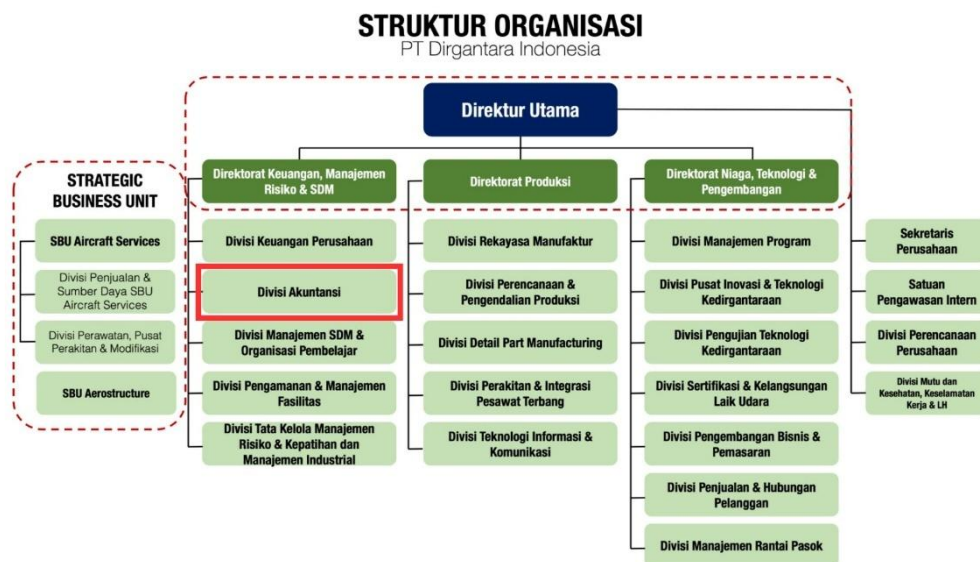 STRUKTUR ORGANISASI
PT Dirgantara Indonesia
Direktur Utama
Direktorat Keuangan, Manajemen
Risiko & SDM
Direktorat Produksi
Direktorat Niaga, Teknologi &
Pengembangan
STRATEGIC
BUSINESS UNIT
SBU Aircraft Services
Divisi Penjualan &
Sumber Daya SBU
Aircraft Services
Divisi Perawatan, Pusat
Perakitan & Modifikasi
SBU Aerostructure
Divisi Keuangan Perusahaan
Divisi Akuntansi
Divisi Manajemen SDM &
Organisasi Pembelajar
Divisi Pengamanan & Manajemen
Fasilitas
Divisi Tata Kelola Manajemen
Risiko & Kepatihan dan
Manajemen Industrial
Divisi Rekayasa Manufaktur
Divisi Perencanaan &
Pengendalian Produksi
Divisi Detail Part Manufacturing
Divisi Perakitan & Integrasi
Pesawat Terbang
Divisi Teknologi Informasi &
Komunikasi
Divisi Manajemen Program
Divisi Pusat Inovasi & Teknologi
Kedirgantaraan
Divisi Pengujian Teknologi
Kedirgantaraan
Divisi Sertifikasi & Kelangsungan
Laik Udara
Divisi Pengembangan Bisnis &
Pemasaran
Divisi Penjualan & Hubungan
Pelanggan
Divisi Manajemen Rantai Pasok
Sekretaris
Perusahaan
Satuan
Pengawasan Intern
Divisi Perencanaan
Perusahaan
Divisi Mutu dan
Kesehatan, Keselamatan
Kerja & LH